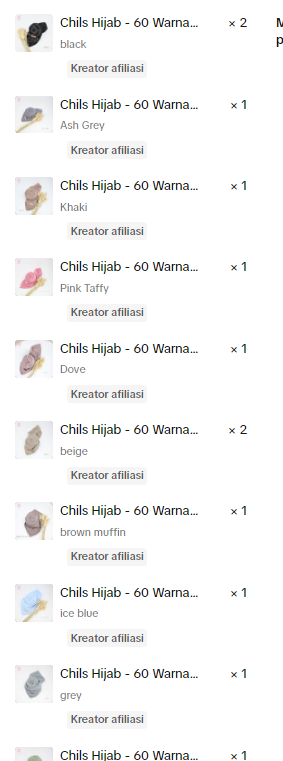 Chils Hijab - 60 Warna... × 2
black
Kreator afiliasi
Chils Hijab - 60 Warna... × 1
Ash Grey
Kreator afiliasi
Chils Hijab - 60 Warna... × 1
Khaki
Kreator afiliasi
Chils Hijab - 60 Warna... × 1
Pink Taffy
Kreator afiliasi
Chils Hijab - 60 Warna... × 1
Dove
Kreator afiliasi
Chils Hijab - 60 Warna... × 2
beige
Kreator afiliasi
Chils Hijab - 60 Warna... × 1
brown muffin
Kreator afiliasi
Chils Hijab - 60 Warna... × 1
ice blue
Kreator afiliasi
Chils Hijab - 60 Warna... × 1
grey
Kreator afiliasi
Chils Hijab - 60 Warna... × 1